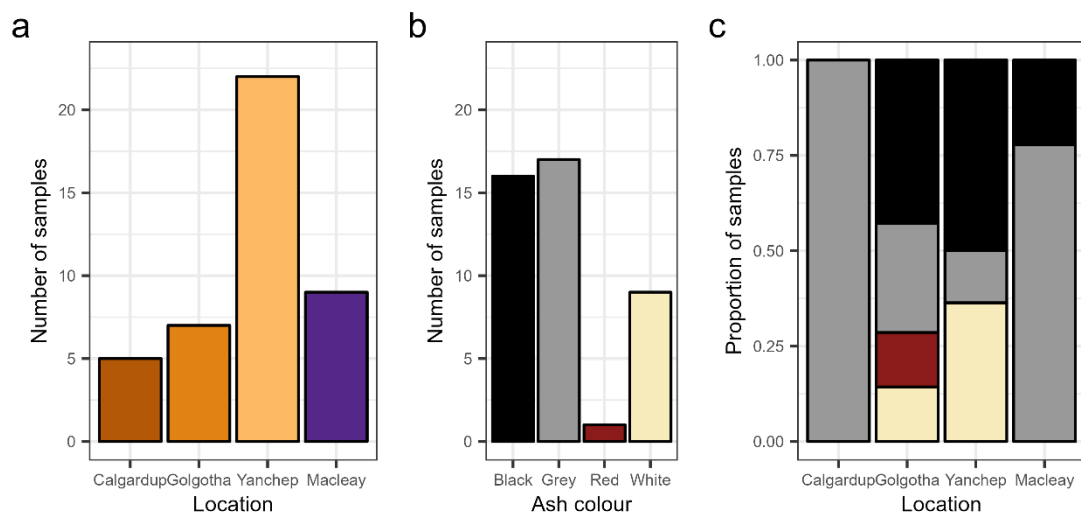 a
Number of samples
20
15
10
5
0
Calgardup Golgotha Yanchep Macleay
Location
b
Number of samples
20
15
10
5
0
Black Grey Red White
Ash colour
c
Proportion of samples
1.00
0.75
0.50
0.25
0.00
Calgardup Golgotha Yanchep Macleay
Location